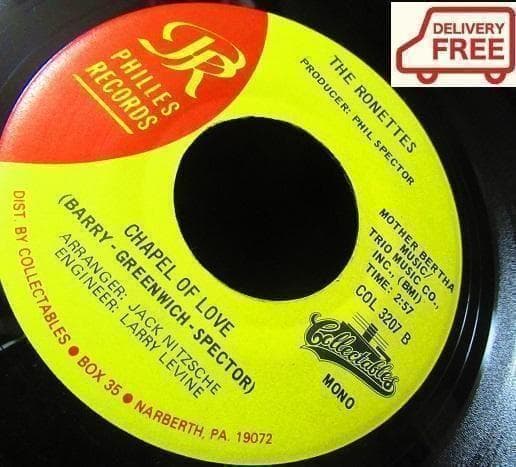 DELIVERY
FREE
PR
PHILLES
RECORDS
THE RONETTES
PRODUCER: PHIL SPECTOR
MOTHER BERTHA
MUSIC/
TRIO MUSIC CO.,
INC., (BMI)
TIME: 2:57
COL 3207 B
Collectables
MONO
CHAPEL OF LOVE
(BARRY-GREENWICH-SPECTOR)
ARRANGER: JACK NITZSCHE
ENGINEER: LARRY LEVINE
DIST. BY COLLECTABLES • BOX 35 • NARBERTH, PA. 19072